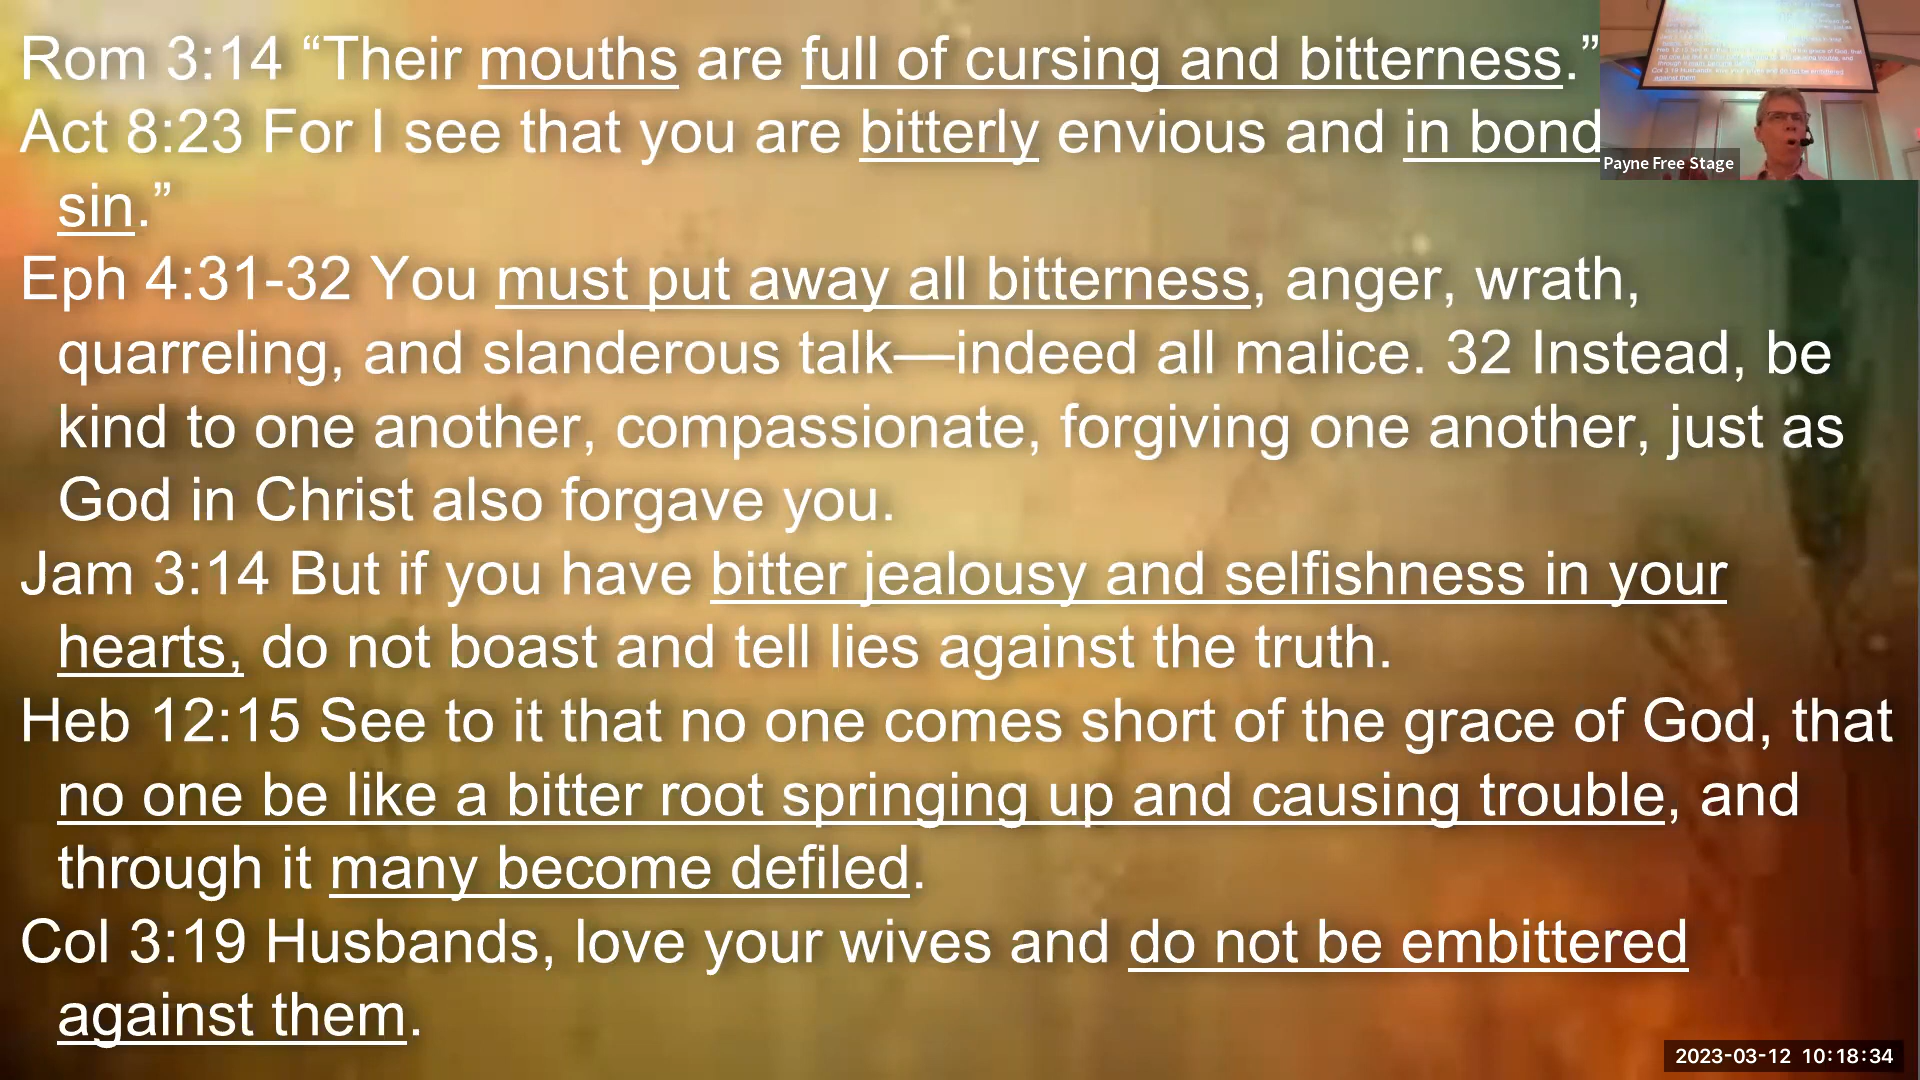 Rom 3:14 “Their mouths are full of cursing and bitterness.”
Act 8:23 For I see that you are bitterly envious and in bond
sin.”
Eph 4:31-32 You must put away all bitterness, anger, wrath,
quarreling, and slanderous talk—indeed all malice. 32 Instead, be
kind to one another, compassionate, forgiving one another, just as
God in Christ also forgave you.
Jam 3:14 But if you have bitter jealousy and selfishness in your
hearts, do not boast and tell lies against the truth.
Heb 12:15 See to it that no one comes short of the grace of God, that
no one be like a bitter root springing up and causing trouble, and
through it many become defiled.
Col 3:19 Husbands, love your wives and do not be embittered
against them.
Payne Free Stage
2023-03-12 10:18:34